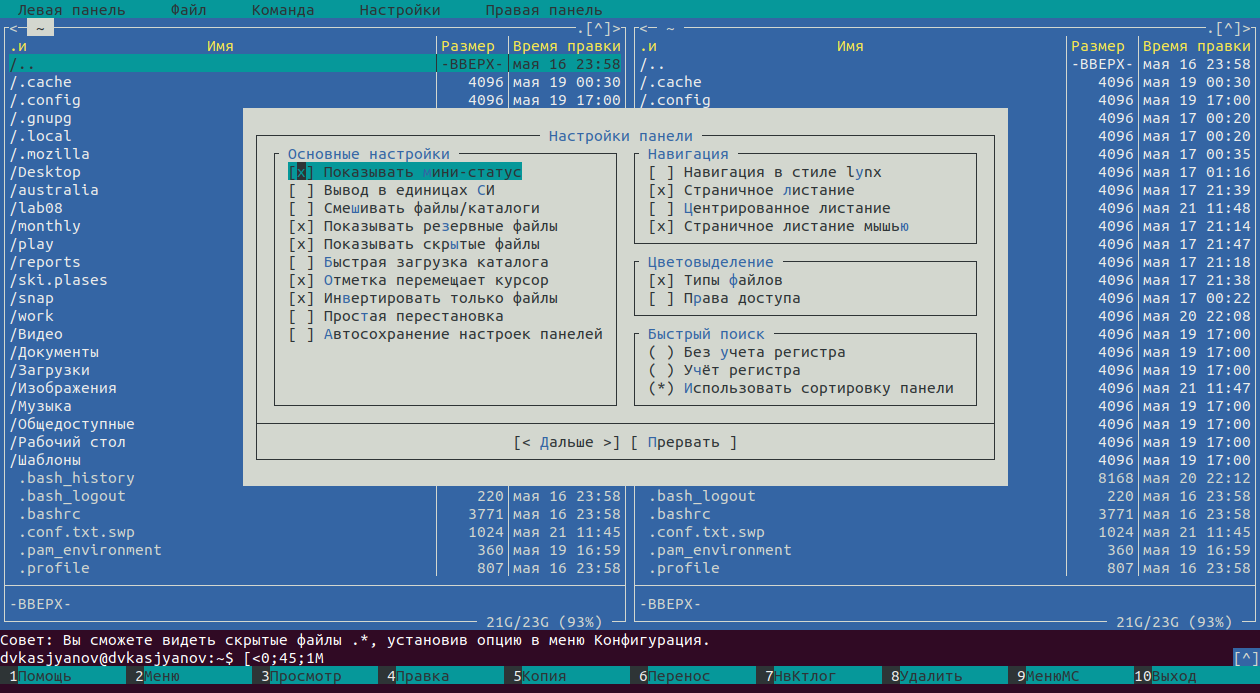 Левая панель Файл Команда Настройки Правая панель
<- ~ .[^]> <- ~ .[^]>
.и Имя Размер Время правки .и Имя Размер Время правки
/.. -ВВЕРХ- мая 16 23:58 /.. -ВВЕРХ- мая 16 23:58
/.cache 4096 мая 19 00:30 /.cache 4096 мая 19 00:30
/.config 4096 мая 19 17:00 /.config 4096 мая 19 17:00
/.gnupg 4096 мая 17 00:20
/.local Настройки панели 4096 мая 17 00:20
/.mozilla Основные настройки Навигация 4096 мая 17 00:35
/Desktop [x] Показывать мини-статус [ ] Навигация в стиле lynx 4096 мая 17 01:16
/australia [ ] Вывод в единицах СИ [x] Страничное листание 4096 мая 17 21:39
/lab08 [ ] Смешивать файлы/каталоги [ ] Центрированное листание 4096 мая 21 11:48
/monthly [x] Показывать резервные файлы [x] Страничное листание мышью 4096 мая 17 21:14
/play [x] Показывать скрытые файлы 4096 мая 17 21:47
/reports [ ] Быстрая загрузка каталога Цветовыделение 4096 мая 17 21:18
/ski.plases [x] Отметка перемещает курсор [x] Типы файлов 4096 мая 17 21:38
/snap [x] Инвертировать только файлы [ ] Права доступа 4096 мая 17 00:22
/work [ ] Простая перестановка 4096 мая 20 22:08
/Видео [ ] Автосохранение настроек панелей Быстрый поиск 4096 мая 19 17:00
/Документы ( ) Без учета регистра 4096 мая 19 17:00
/Загрузки ( ) Учёт регистра 4096 мая 19 17:00
/Изображения (*) Использовать сортировку панели 4096 мая 21 11:47
/Музыка 4096 мая 19 17:00
/Общедоступные 4096 мая 19 17:00
/Рабочий стол [< Дальше >] [ Прервать ] 4096 мая 19 17:00
/Шаблоны 4096 мая 19 17:00
.bash_history 8168 мая 20 22:12
.bash_logout 220 мая 16 23:58 .bash_logout 220 мая 16 23:58
.bashrc 3771 мая 16 23:58 .bashrc 3771 мая 16 23:58
.conf.txt.swp 1024 мая 21 11:45 .conf.txt.swp 1024 мая 21 11:45
.pam_environment 360 мая 19 16:59 .pam_environment 360 мая 19 16:59
.profile 807 мая 16 23:58 .profile 807 мая 16 23:58
-ВВЕРХ- -ВВЕРХ-
21G/23G (93%) 21G/23G (93%)
Совет: Вы сможете видеть скрытые файлы .*, установив опцию в меню Конфигурация.
dvkasjyanov@dvkasjyanov:~$ [<0;45;1M [^]
1Помощь 2Меню 3Просмотр 4Правка 5Копия 6Перенос 7НвКтлог 8Удалить 9МенюMC 10Выход